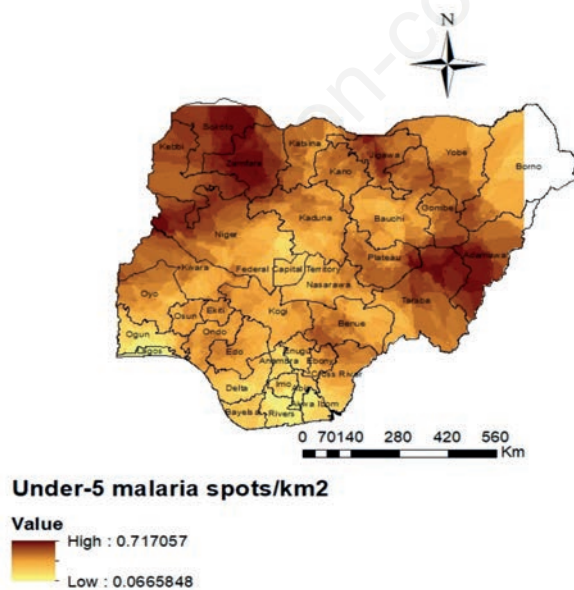 N
Sokoto
Kebbi
Zamfara
Katsina
Kano
Jigawa
Yobe
Borno
Gombe
Bauchi
Kaduna
Niger
Adamawa
Plateau
Kwara
Federal Capital Territory
Nasarawa
Taraba
Oyo
Kogi
Osun
Ekiti
Benue
Ogun
Ondo
Lagos
Edo
Enugu
Anambra
Ebony
Cross River
Delta
Imo
Abia
Akwa Ibom
Bayelsa
Rivers
0 70140 280 420 560
Km
Under-5 malaria spots/km2
Value
High : 0.717057
Low : 0.0665848